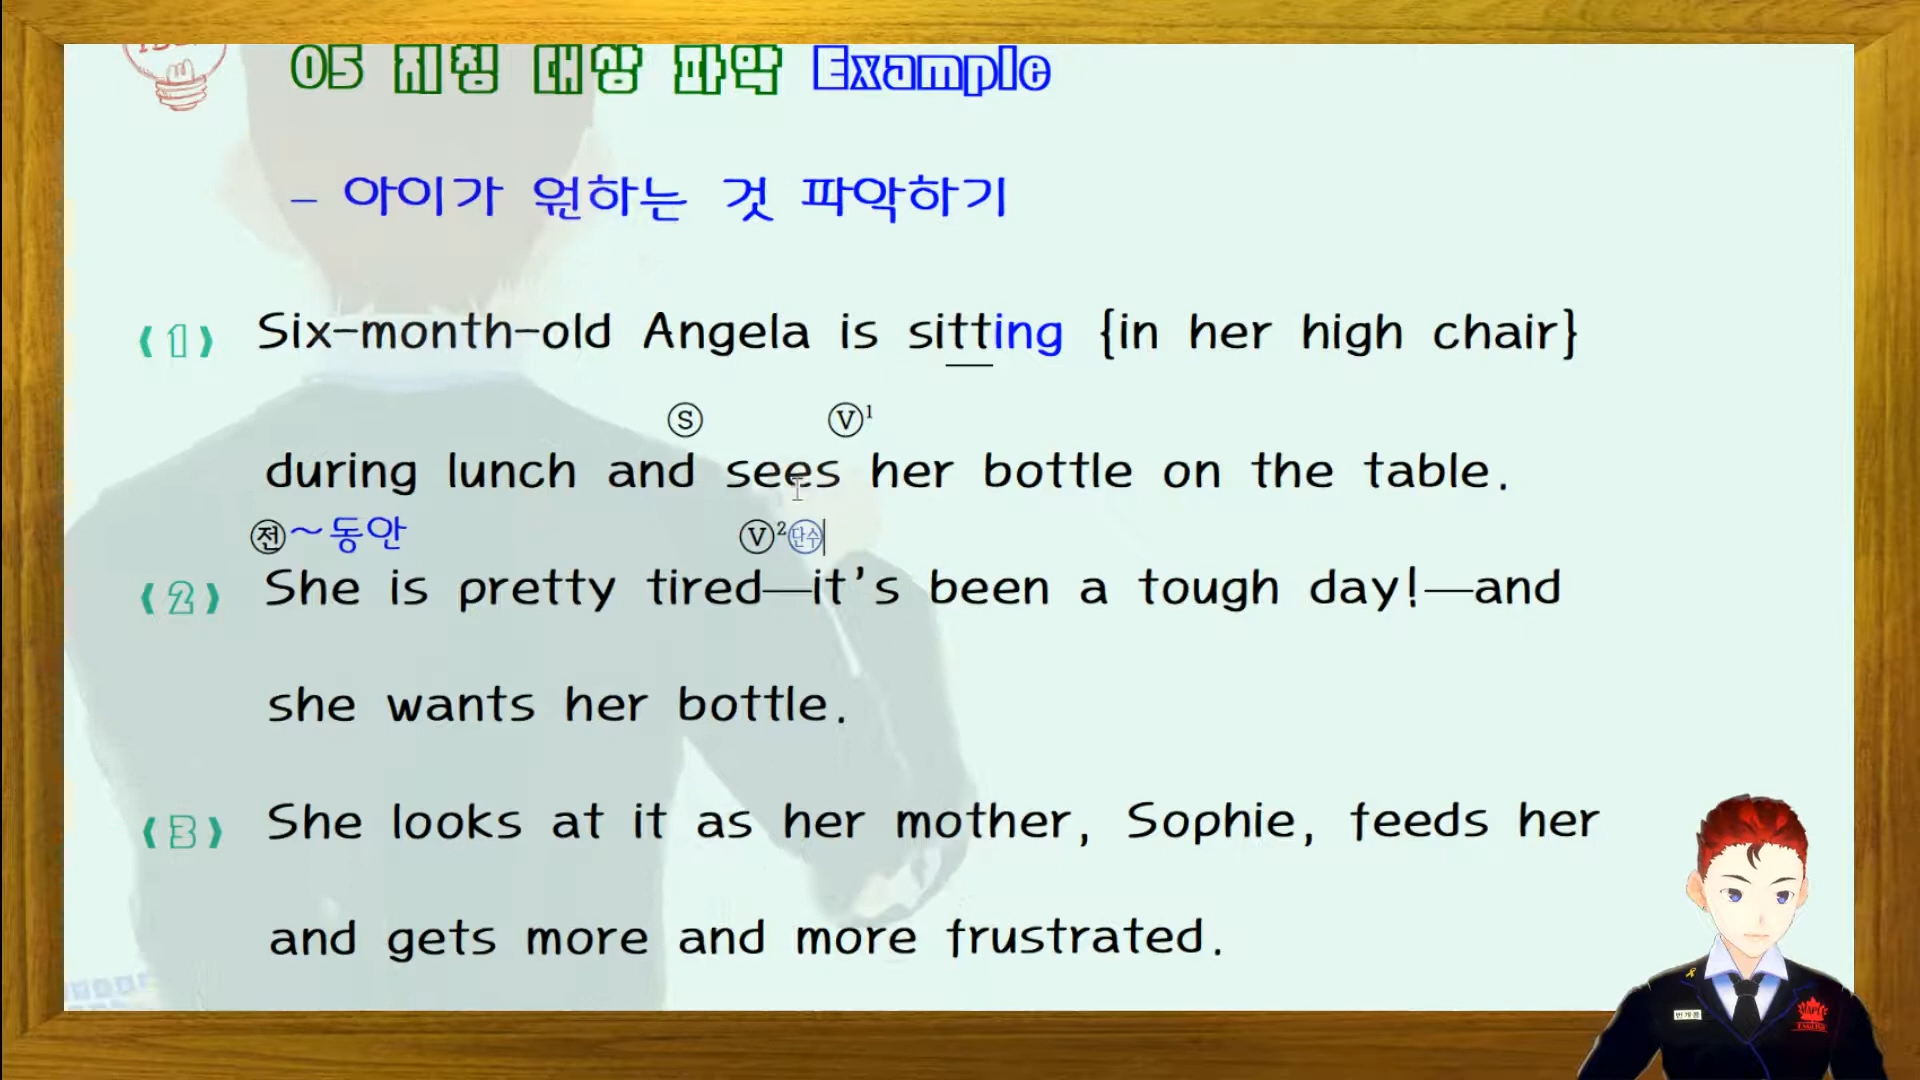 05 지칭 대상 파악 Example
– 아이가 원하는 것 파악하기
(1) Six-month-old Angela is sitting {in her high chair}
Ⓢ Ⓥ1
during lunch and sees her bottle on the table.
전~동안 Ⓥ2 단수
(2) She is pretty tired—it's been a tough day!—and
she wants her bottle.
(3) She looks at it as her mother, Sophie, feeds her
and gets more and more frustrated.